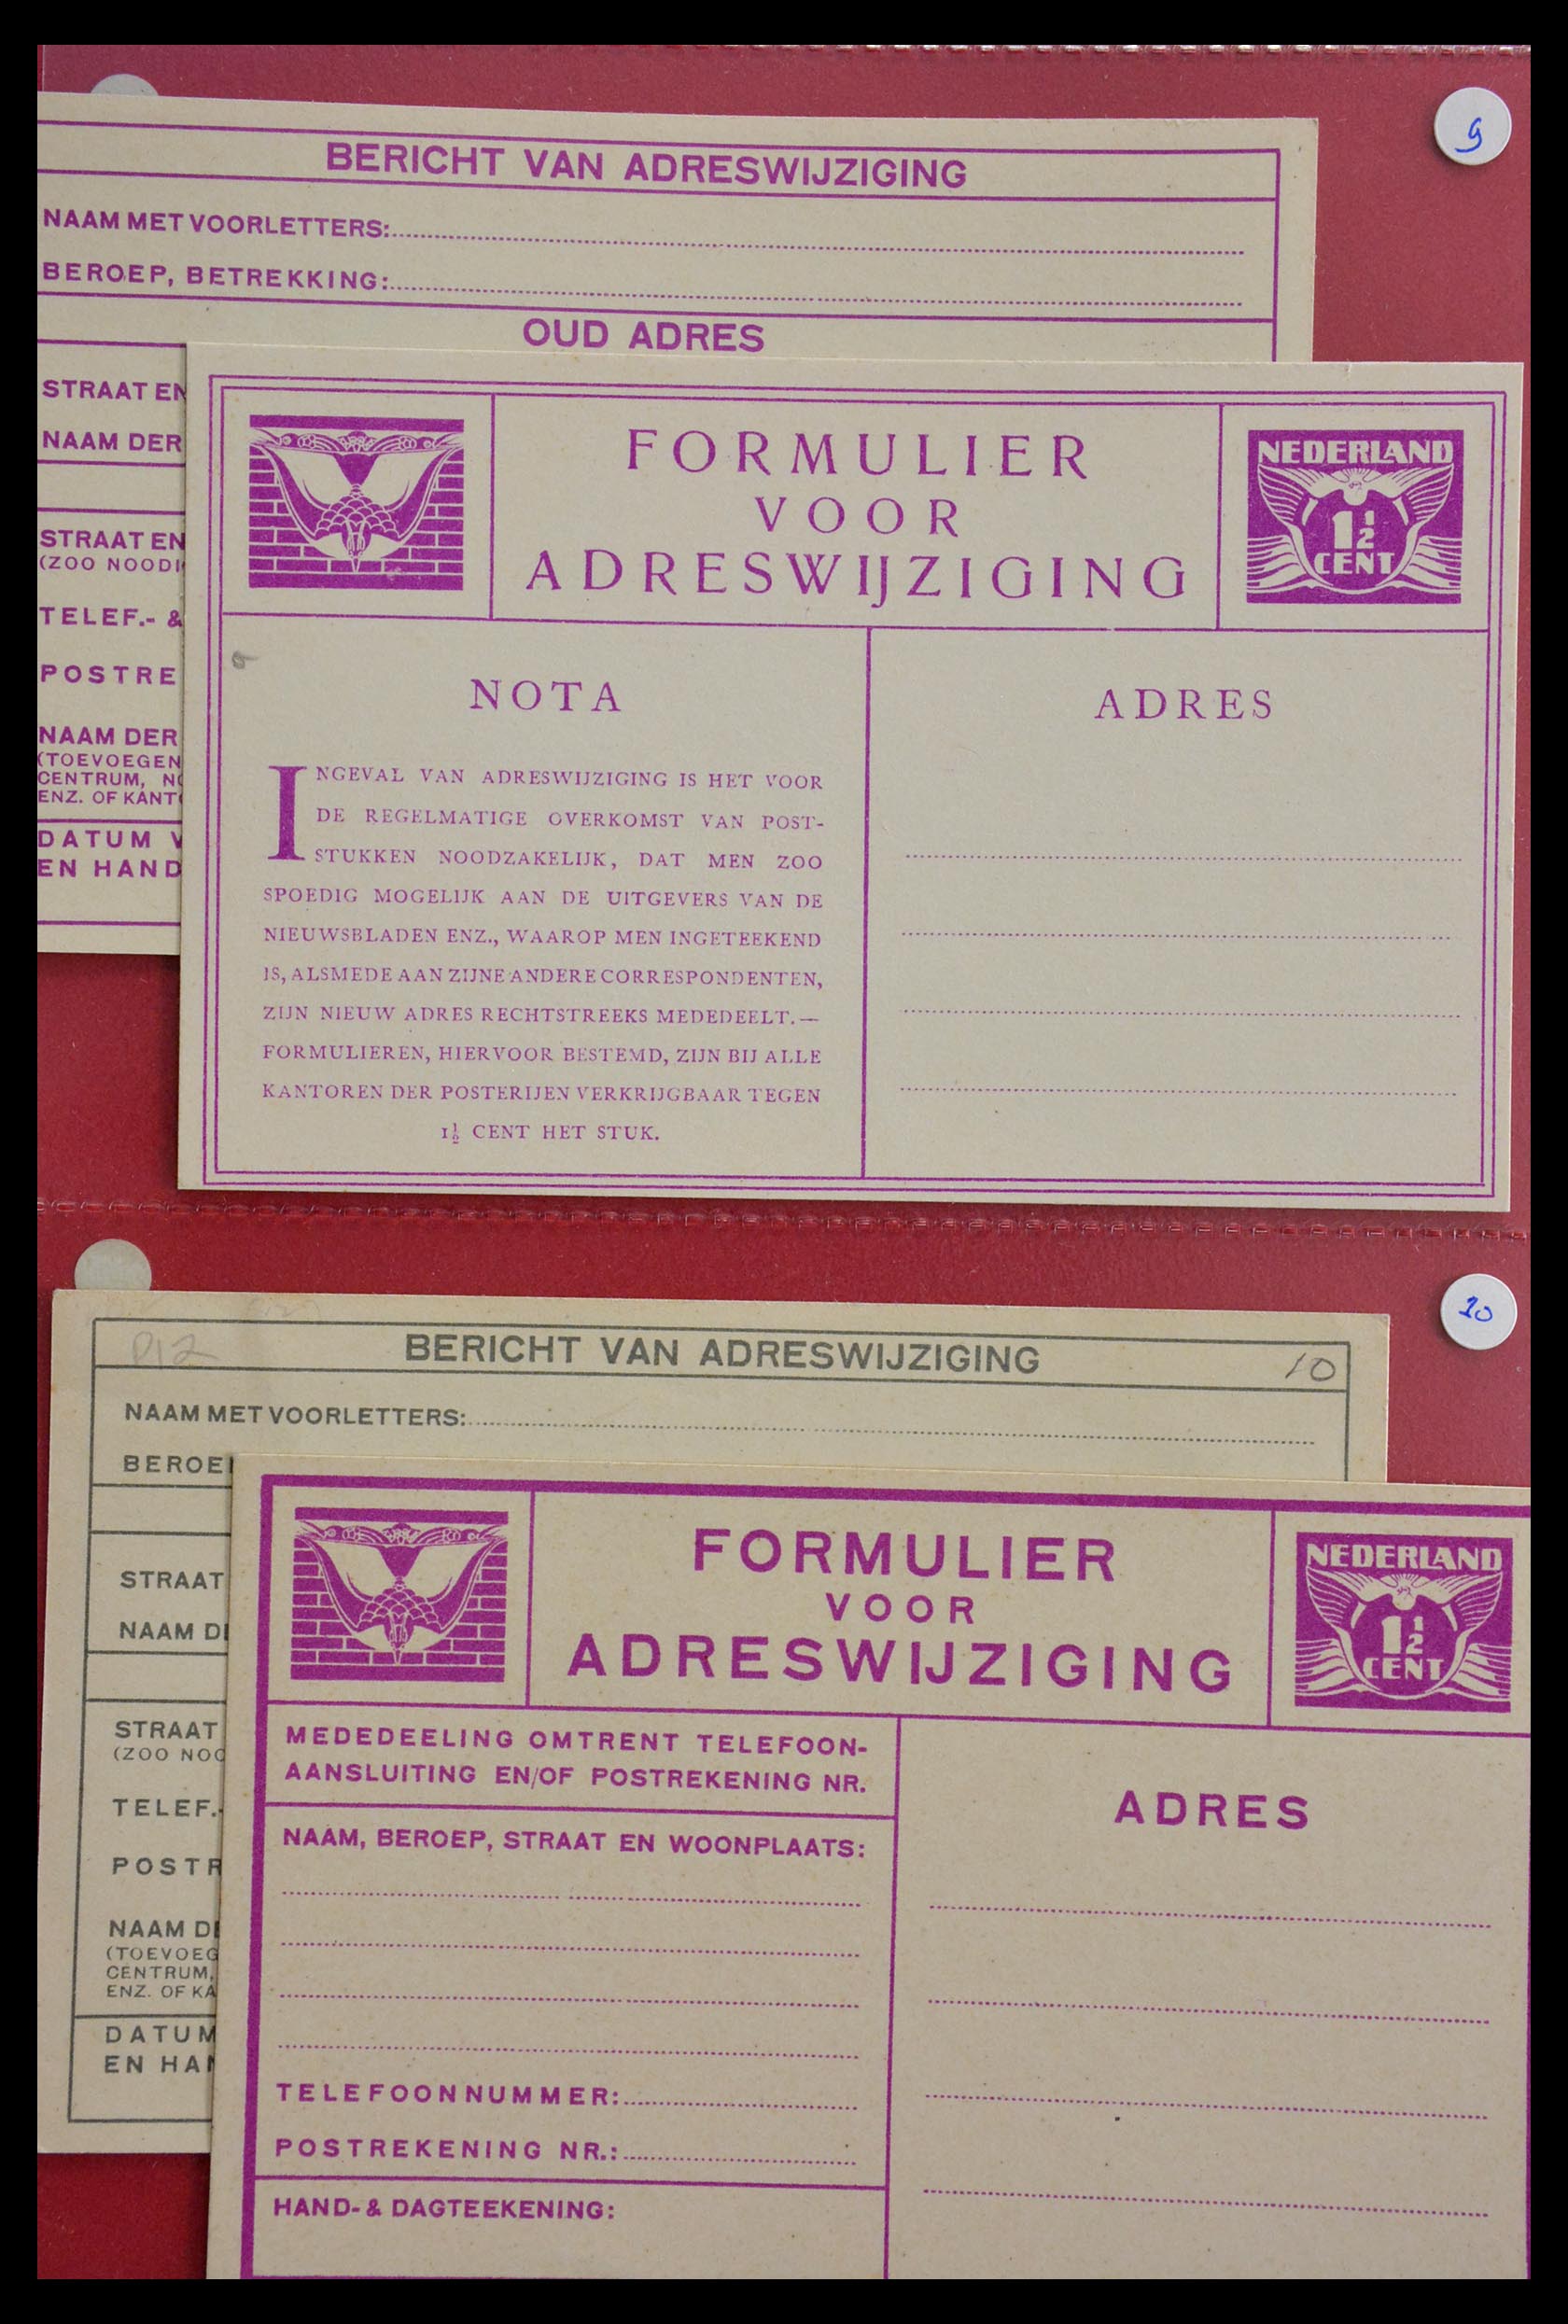 9
BERICHT VAN ADRESWIJZIGING
NAAM MET VOORLETTERS:
BEROEP, BETREKKING:
OUD ADRES
STRAAT EN
NAAM DER
STRAAT EN
(ZOO NOODI
TELEF.- &
POSTRE
NAAM DER
(TOEVOEGEN
CENTRUM, NO
ENZ. OF KANT
DATUM V
EN HAND
FORMULIER
VOOR
ADRESWIJZIGING
NEDERLAND
1½
CENT
9
NOTA
INGEVAL VAN ADRESWIJZIGING IS HET VOOR
DE REGELMATIGE OVERKOMST VAN POST-
STUKKEN NOODZAKELIJK, DAT MEN ZOO
SPOEDIG MOGELIJK AAN DE UITGEVERS VAN DE
NIEUWSBLADEN ENZ., WAAROP MEN INGETEEKEND
IS, ALSMEDE AAN ZIJNE ANDERE CORRESPONDENTEN,
ZIJN NIEUW ADRES RECHTSTREEKS MEDEDEELT.—
FORMULIEREN, HIERVOOR BESTEMD, ZIJN BIJ ALLE
KANTOREN DER POSTERIJEN VERKRIJGBAAR TEGEN
1½ CENT HET STUK.
ADRES
10
P12
BERICHT VAN ADRESWIJZIGING
10
NAAM MET VOORLETTERS:
BEROE
STRAAT
NAAM D
STRAAT
(ZOO NOO
TELEF.
POSTR
NAAM D
(TOEVOEG
CENTRUM,
ENZ. OF KA
DATUM
EN HA
FORMULIER
VOOR
ADRESWIJZIGING
NEDERLAND
1½
CENT
MEDEDEELING OMTRENT TELEFOON-
AANSLUITING EN/OF POSTREKENING NR.
NAAM, BEROEP, STRAAT EN WOONPLAATS:
TELEFOONNUMMER:
POSTREKENING NR.:
HAND- & DAGTEEKENING:
ADRES